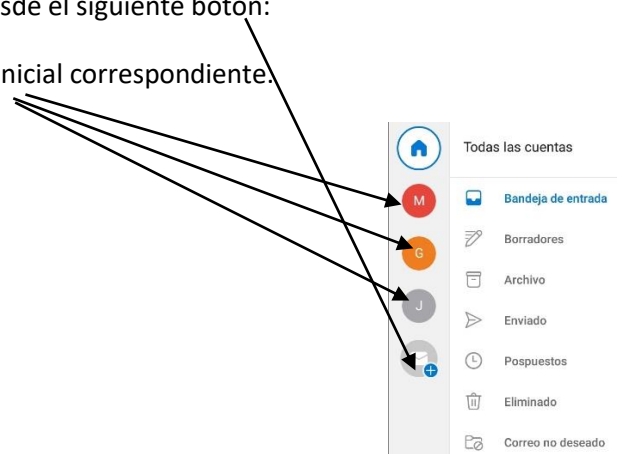 sde el siguiente botón:
nicial correspondiente.
Todas las cuentas
M
Bandeja de entrada
G
Borradores
Archivo
J
Enviado
Pospuestos
Eliminado
Correo no deseado